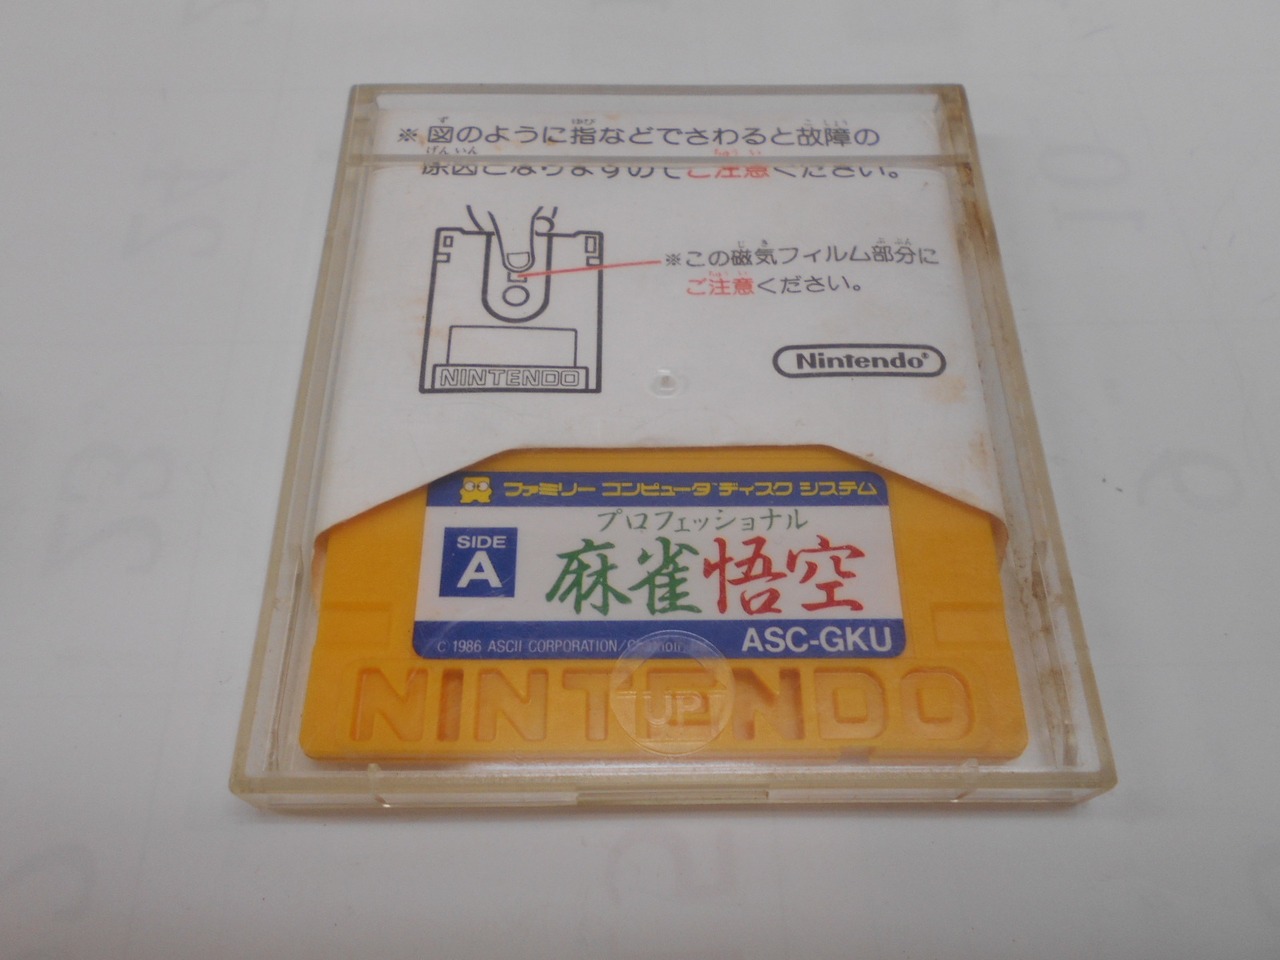 ※図のように指などでさわると故障の
原因となりますのでご注意ください。
※この磁気フィルム部分に
ご注意ください。
NINTENDO
Nintendo®
ファミリー コンピュータ ディスク システム
プロフェッショナル
SIDE
A
麻雀悟空
© 1986 ASCII CORPORATION/
ASC-GKU
NINTENDO
UP